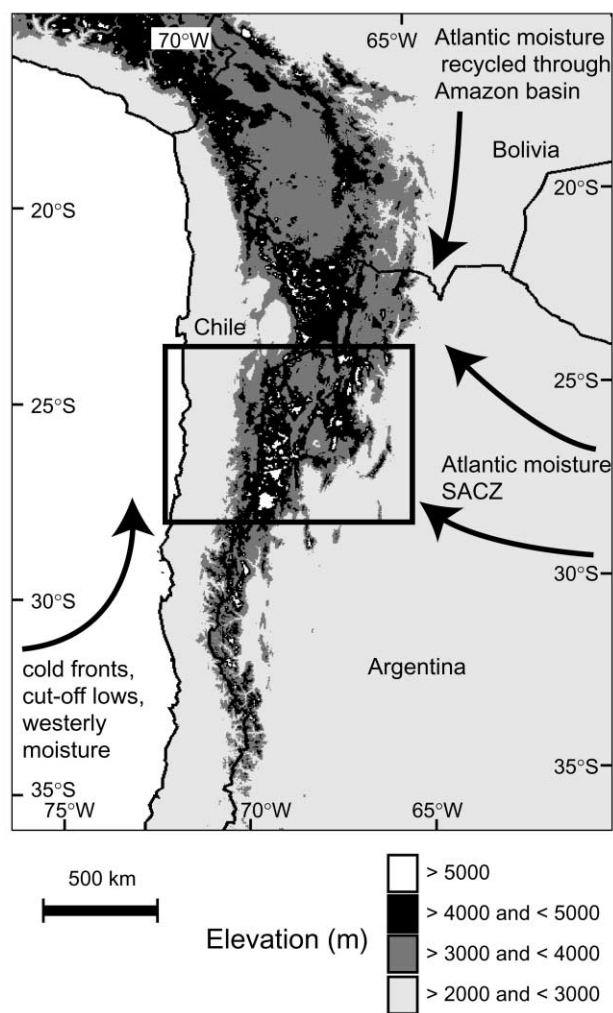 70°W
65°W
Atlantic moisture
recycled through
Amazon basin
Bolivia
20°S
20°S
Chile
25°S
25°S
Atlantic moisture
SACZ
30°S
30°S
cold fronts,
cut-off lows,
westerly
moisture
Argentina
35°S
35°S
75°W
70°W
65°W
500 km
Elevation (m)
> 5000
> 4000 and < 5000
> 3000 and < 4000
> 2000 and < 3000